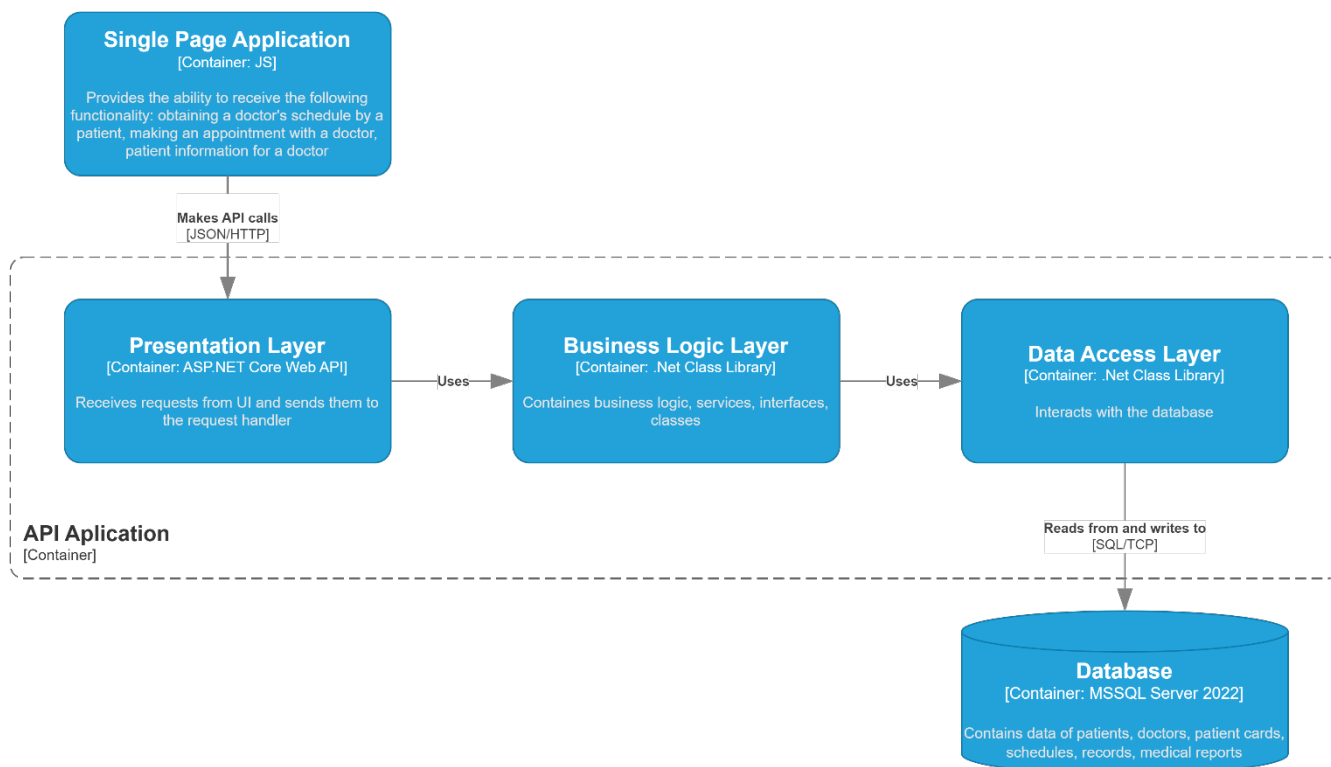 Single Page Application
[Container: JS]
Provides the ability to receive the following
functionality: obtaining a doctor's schedule by a
patient, making an appointment with a doctor,
patient information for a doctor
Makes API calls
[JSON/HTTP]
Presentation Layer
[Container: ASP.NET Core Web API]
Receives requests from UI and sends them to
the request handler
Uses
Business Logic Layer
[Container: .Net Class Library]
Containes business logic, services, interfaces,
classes
Uses
Data Access Layer
[Container: .Net Class Library]
Interacts with the database
API Aplication
[Container]
Reads from and writes to
[SQL/TCP]
Database
[Container: MSSQL Server 2022]
Contains data of patients, doctors, patient cards,
schedules, records, medical reports